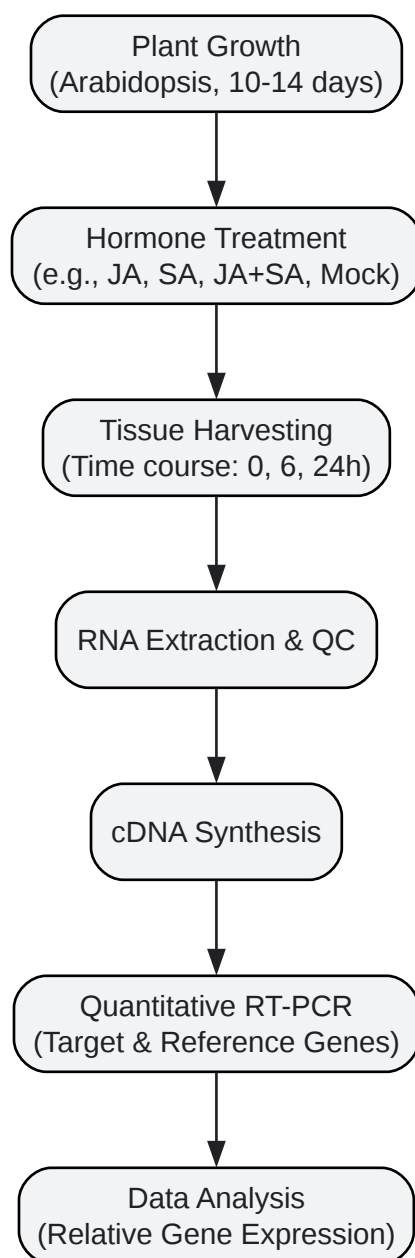 Plant Growth
(Arabidopsis, 10-14 days)
Hormone Treatment
(e.g., JA, SA, JA+SA, Mock)
Tissue Harvesting
(Time course: 0, 6, 24h)
RNA Extraction & QC
cDNA Synthesis
Quantitative RT-PCR
(Target & Reference Genes)
Data Analysis
(Relative Gene Expression)